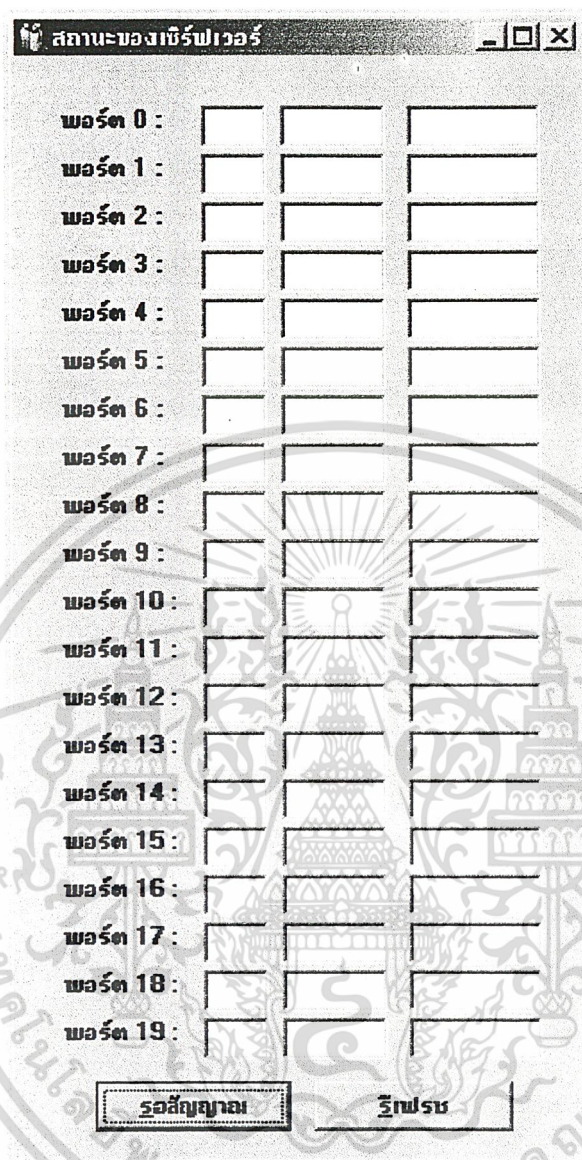 สถานะของเซิร์ฟเวอร์
พอร์ต 0 :
พอร์ต 1 :
พอร์ต 2 :
พอร์ต 3 :
พอร์ต 4 :
พอร์ต 5 :
พอร์ต 6 :
พอร์ต 7 :
พอร์ต 8 :
พอร์ต 9 :
พอร์ต 10 :
พอร์ต 11 :
พอร์ต 12 :
พอร์ต 13 :
พอร์ต 14 :
พอร์ต 15 :
พอร์ต 16 :
พอร์ต 17 :
พอร์ต 18 :
พอร์ต 19 :
รอสัญญาณ รีเฟรช